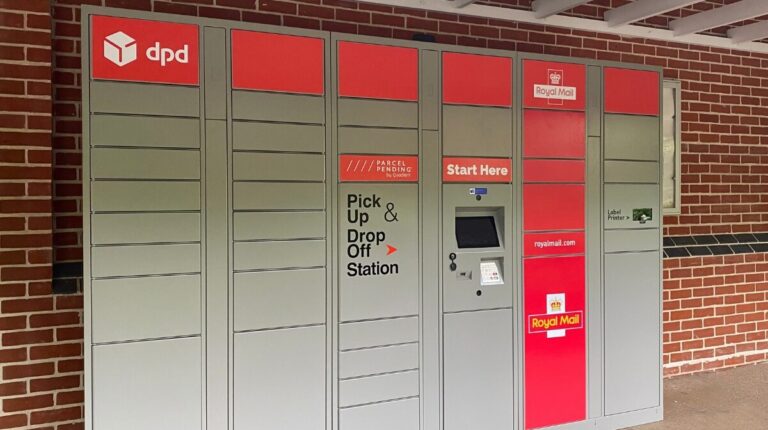 dpd
PARCEL
PENDING
by Quadient
Pick
Up &
Drop
Off
Station
Start Here
Royal Mail
royalmail.com
Royal Mail
Label
Printer